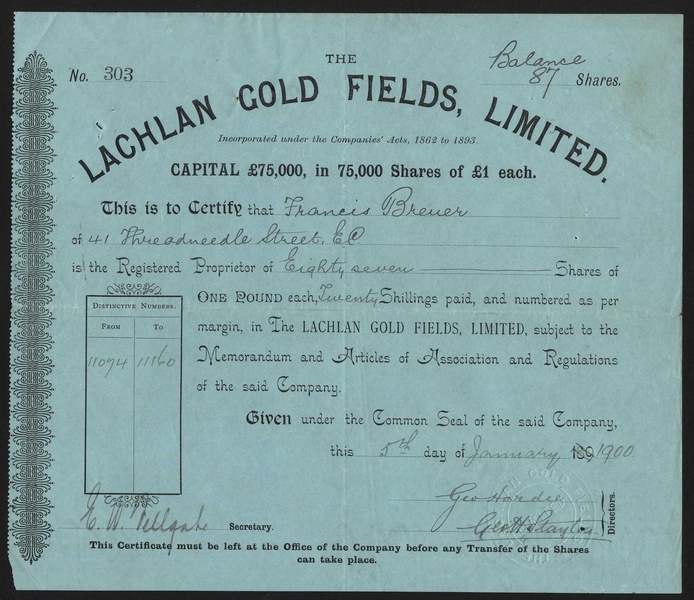 THE
No. 303
Balance
87 Shares.
LACHLAN GOLD FIELDS, LIMITED.
Incorporated under the Companies' Acts, 1862 to 1893.
CAPITAL £75,000, in 75,000 Shares of £1 each.
This is to Certify that Francis Breuer
of 41 Threadneedle Street, EC
is the Registered Proprietor of Eighty seven Shares of
ONE POUND each, Twenty Shillings paid, and numbered as per
margin, in The LACHLAN GOLD FIELDS, LIMITED, subject to the
Memorandum and Articles of Association and Regulations
of the said Company.
DISTINCTIVE NUMBERS.
FROM TO
11074 11160
Given under the Common Seal of the said Company,
this 5th day of January 189 1900
Geo Hardie
Geo H
Directors.
Secretary.
This Certificate must be left at the Office of the Company before any Transfer of the Shares
can take place.